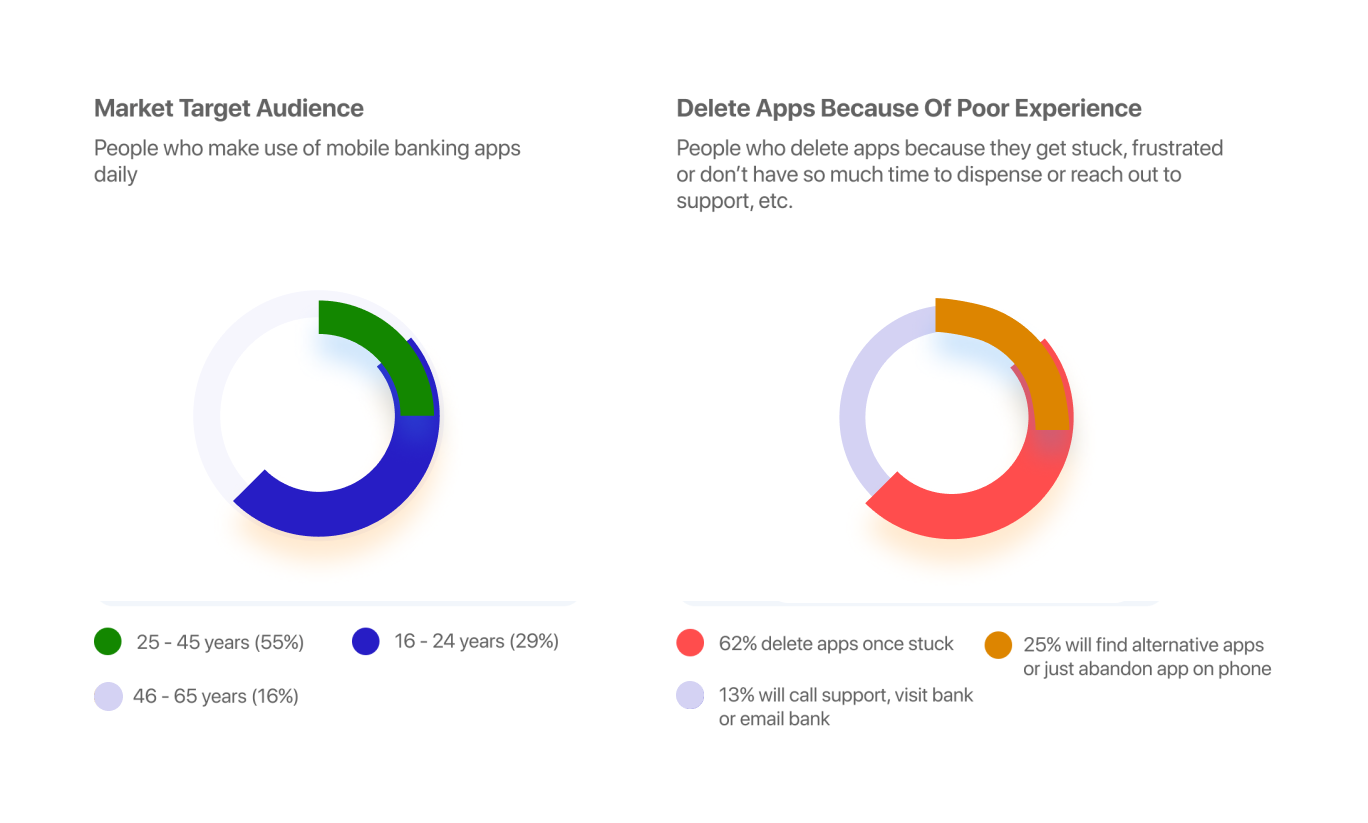 Market Target Audience
People who make use of mobile banking apps
daily
Delete Apps Because Of Poor Experience
People who delete apps because they get stuck, frustrated
or don’t have so much time to dispense or reach out to
support, etc.
25 - 45 years (55%)
16 - 24 years (29%)
46 - 65 years (16%)
62% delete apps once stuck
25% will find alternative apps
or just abandon app on phone
13% will call support, visit bank
or email bank